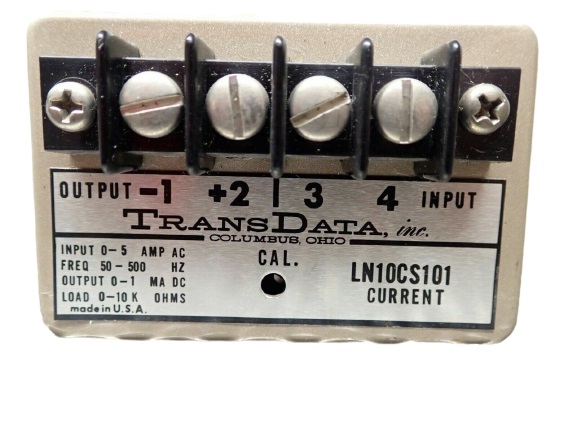 OUTPUT -1 +2 3 4 INPUT
TRANSDATA, inc.
COLUMBUS, OHIO
INPUT 0-5 AMP AC
FREQ 50-500 HZ
OUTPUT 0-1 MA DC
LOAD 0-10K OHMS
made in U.S.A.
CAL.
LN10CS101
CURRENT